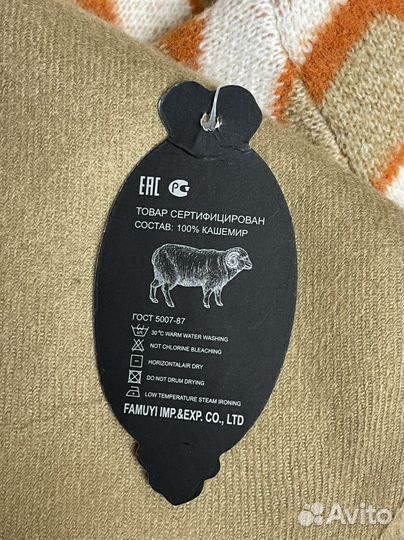 EAC
ТОВАР СЕРТИФИЦИРОВАН
СОСТАВ: 100% КАШЕМИР
ГОСТ 5007-87
30°C WARM WATER WASHING
NOT CHLORINE BLEACHING
HORIZONTALAIR DRY
DO NOT DRUM DRYING
LOW TEMPERATURE STEAM IRONING
FAMUYI IMP.&EXP. CO., LTD
Avito